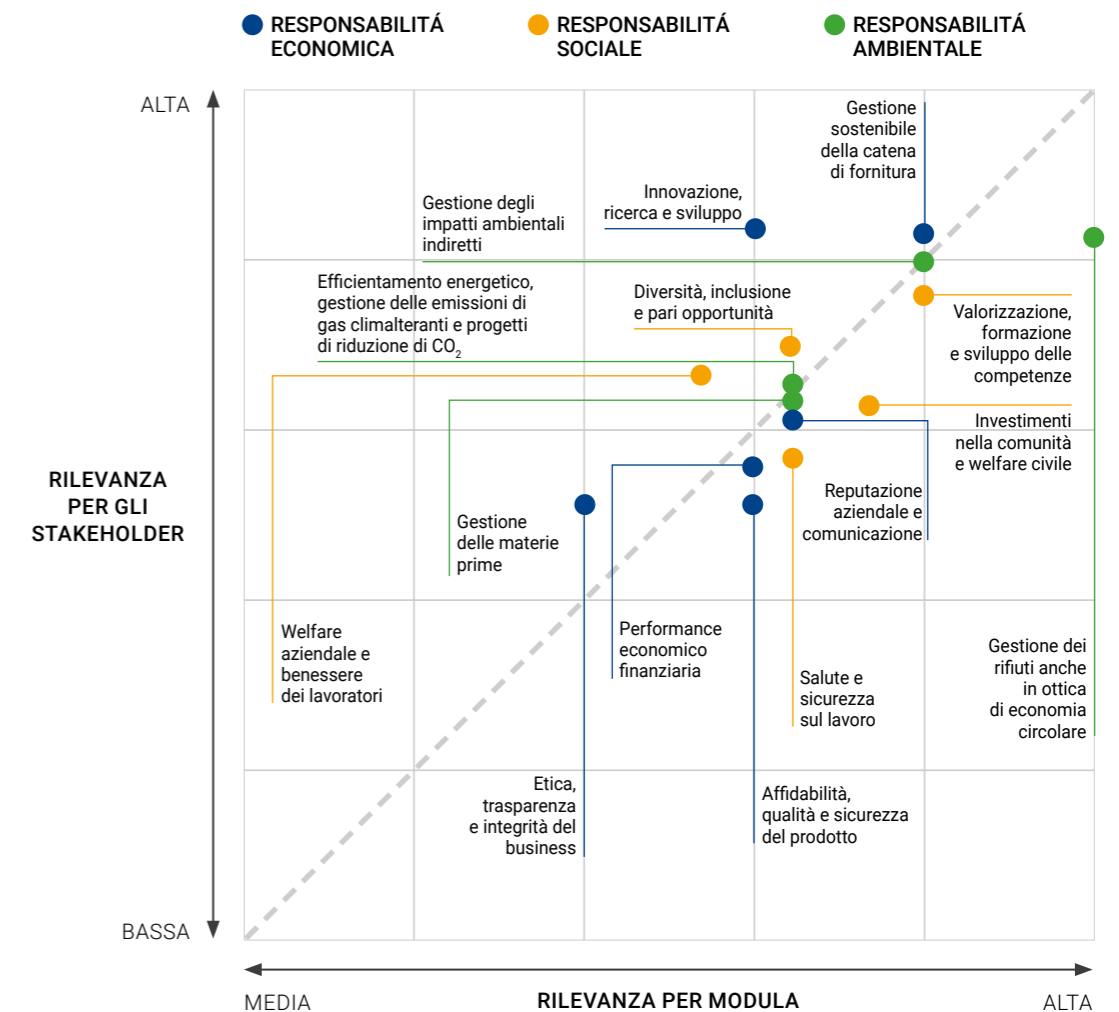 RESPONSABILITÁ
ECONOMICA
RESPONSABILITÁ
SOCIALE
RESPONSABILITÁ
AMBIENTALE
ALTA
Gestione
sostenibile
della catena
di fornitura
Innovazione,
ricerca e sviluppo
Gestione degli
impatti ambientali
indiretti
Efficientamento energetico,
gestione delle emissioni di
gas climalteranti e progetti
di riduzione di CO₂
Diversità, inclusione
e pari opportunità
Valorizzazione,
formazione
e sviluppo delle
competenze
Investimenti
nella comunità
e welfare civile
RILEVANZA
PER GLI
STAKEHOLDER
Reputazione
aziendale e
comunicazione
Gestione
delle materie
prime
Welfare
aziendale e
benessere
dei lavoratori
Performance
economico
finanziaria
Salute e
sicurezza
sul lavoro
Gestione dei
rifiuti anche
in ottica
di economia
circolare
Etica,
trasparenza
e integrità del
business
Affidabilità,
qualità e sicurezza
del prodotto
BASSA
MEDIA
RILEVANZA PER MODULA
ALTA